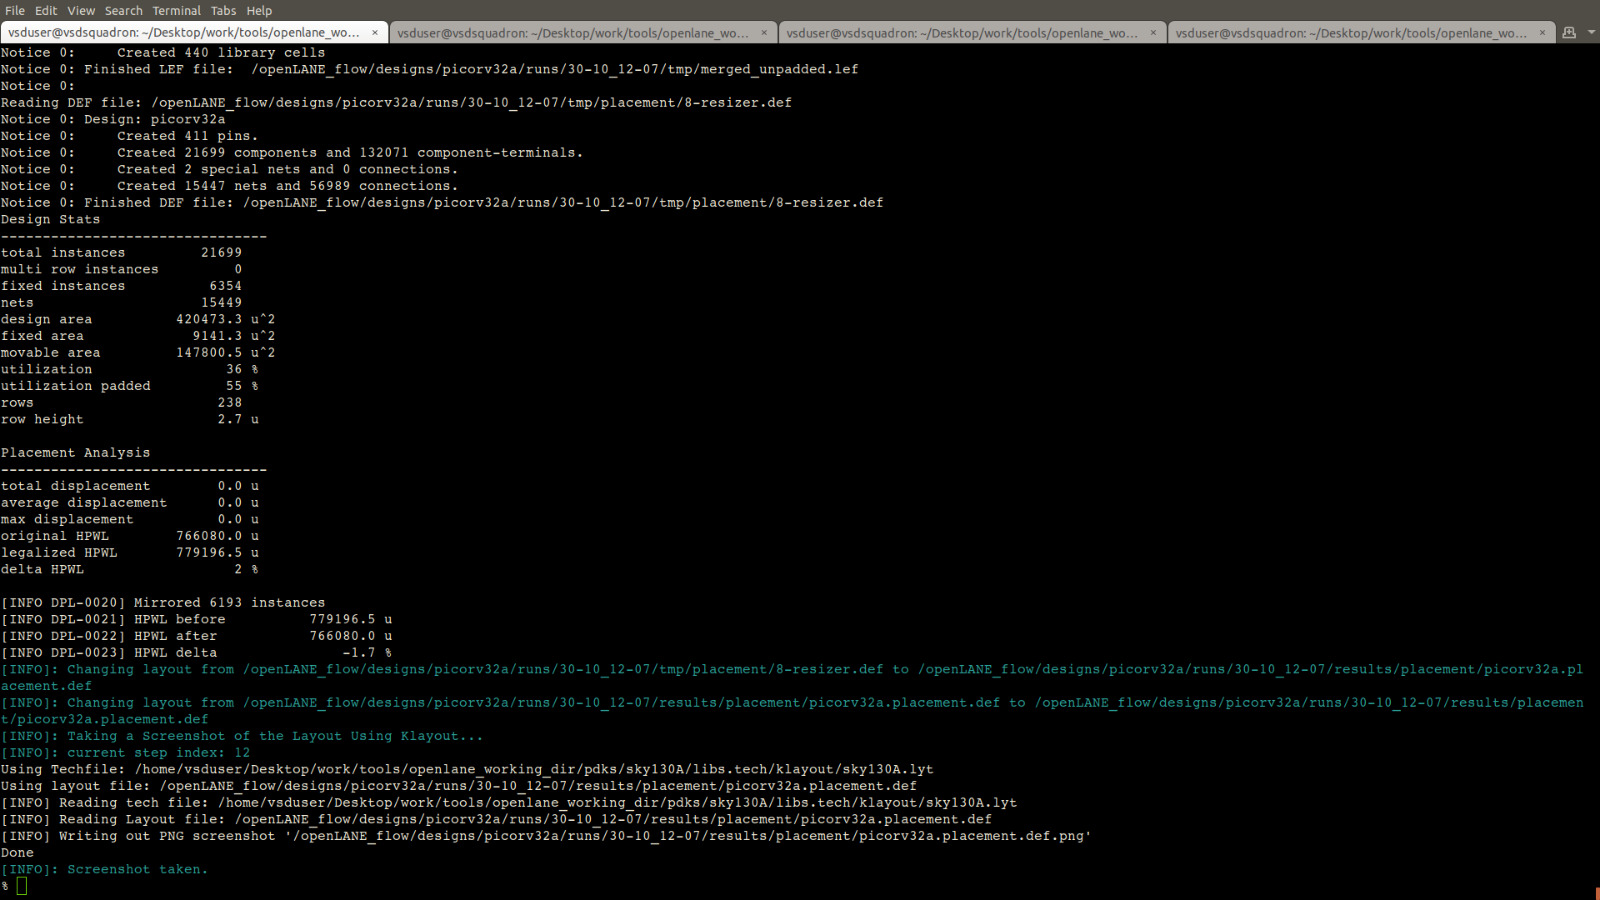 File Edit View Search Terminal Tabs Help
vsduser@vsdsquadron: ~/Desktop/work/tools/openlane_wo... × vsduser@vsdsquadron: ~/Desktop/work/tools/openlane_wo... × vsduser@vsdsquadron: ~/Desktop/work/tools/openlane_wo... × vsduser@vsdsquadron: ~/Desktop/work/tools/openlane_wo... ×
Notice 0:     Created 440 library cells
Notice 0: Finished LEF file:  /openLANE_flow/designs/picorv32a/runs/30-10_12-07/tmp/merged_unpadded.lef
Notice 0:
Reading DEF file: /openLANE_flow/designs/picorv32a/runs/30-10_12-07/tmp/placement/8-resizer.def
Notice 0: Design: picorv32a
Notice 0:     Created 411 pins.
Notice 0:     Created 21699 components and 132071 component-terminals.
Notice 0:     Created 2 special nets and 0 connections.
Notice 0:     Created 15447 nets and 56989 connections.
Notice 0: Finished DEF file: /openLANE_flow/designs/picorv32a/runs/30-10_12-07/tmp/placement/8-resizer.def
Design Stats
--------------------------------
total instances         21699
multi row instances         0
fixed instances          6354
nets                    15449
design area          420473.3 u^2
fixed area             9141.3 u^2
movable area         147800.5 u^2
utilization                36 %
utilization padded         55 %
rows                      238
row height                2.7 u
Placement Analysis
--------------------------------
total displacement        0.0 u
average displacement      0.0 u
max displacement          0.0 u
original HPWL        766080.0 u
legalized HPWL       779196.5 u
delta HPWL                  2 %
[INFO DPL-0020] Mirrored 6193 instances
[INFO DPL-0021] HPWL before          779196.5 u
[INFO DPL-0022] HPWL after           766080.0 u
[INFO DPL-0023] HPWL delta               -1.7 %
[INFO]: Changing layout from /openLANE_flow/designs/picorv32a/runs/30-10_12-07/tmp/placement/8-resizer.def to /openLANE_flow/designs/picorv32a/runs/30-10_12-07/results/placement/picorv32a.pl
acement.def
[INFO]: Changing layout from /openLANE_flow/designs/picorv32a/runs/30-10_12-07/results/placement/picorv32a.placement.def to /openLANE_flow/designs/picorv32a/runs/30-10_12-07/results/placemen
t/picorv32a.placement.def
[INFO]: Taking a Screenshot of the Layout Using Klayout...
[INFO]: current step index: 12
Using Techfile: /home/vsduser/Desktop/work/tools/openlane_working_dir/pdks/sky130A/libs.tech/klayout/sky130A.lyt
Using layout file: /openLANE_flow/designs/picorv32a/runs/30-10_12-07/results/placement/picorv32a.placement.def
[INFO] Reading tech file: /home/vsduser/Desktop/work/tools/openlane_working_dir/pdks/sky130A/libs.tech/klayout/sky130A.lyt
[INFO] Reading Layout file: /openLANE_flow/designs/picorv32a/runs/30-10_12-07/results/placement/picorv32a.placement.def
[INFO] Writing out PNG screenshot '/openLANE_flow/designs/picorv32a/runs/30-10_12-07/results/placement/picorv32a.placement.def.png'
Done
[INFO]: Screenshot taken.
%